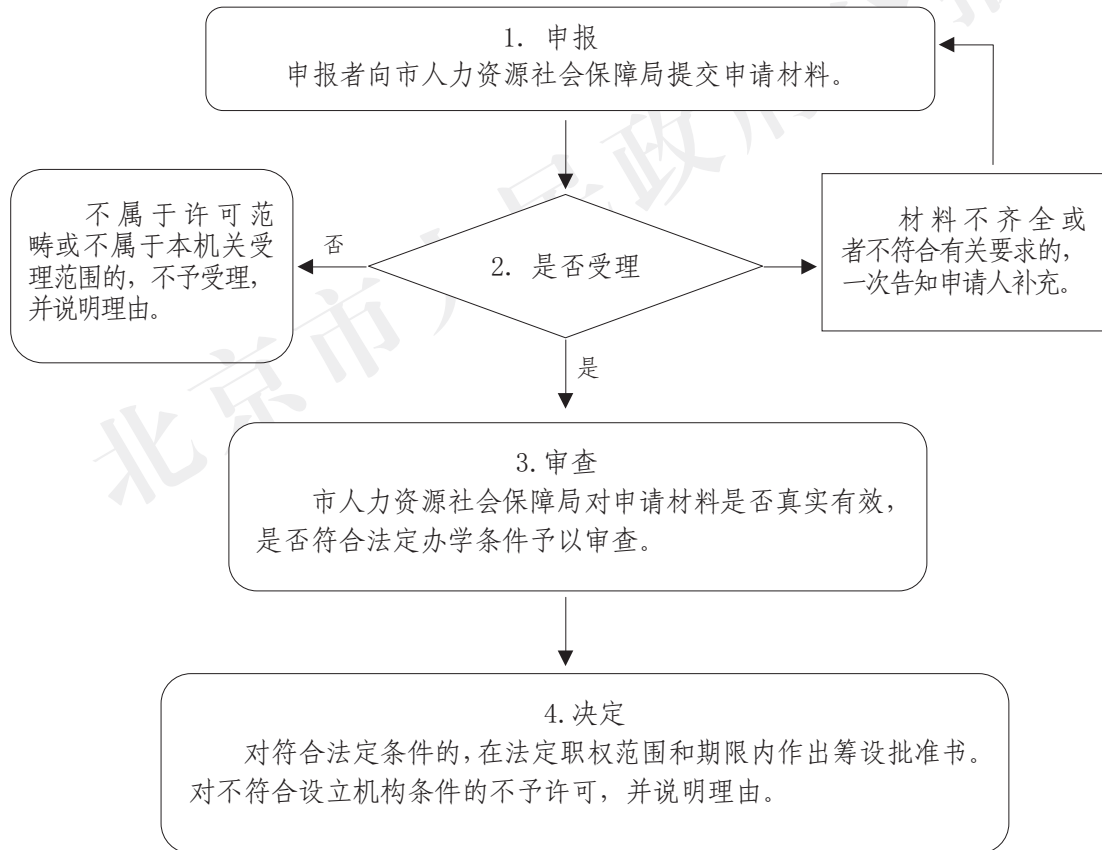 1. 申报
申报者向市人力资源社会保障局提交申请材料。
不属于许可范
畴或不属于本机关受
理范围的，不予受理，
并说明理由。
否
2. 是否受理
材料不齐全或
者不符合有关要求的，
一次告知申请人补充。
是
3.审查
市人力资源社会保障局对申请材料是否真实有效，
是否符合法定办学条件予以审查。
4.决定
对符合法定条件的，在法定职权范围和期限内作出筹设批准书。
对不符合设立机构条件的不予许可，并说明理由。
北京市人民政府